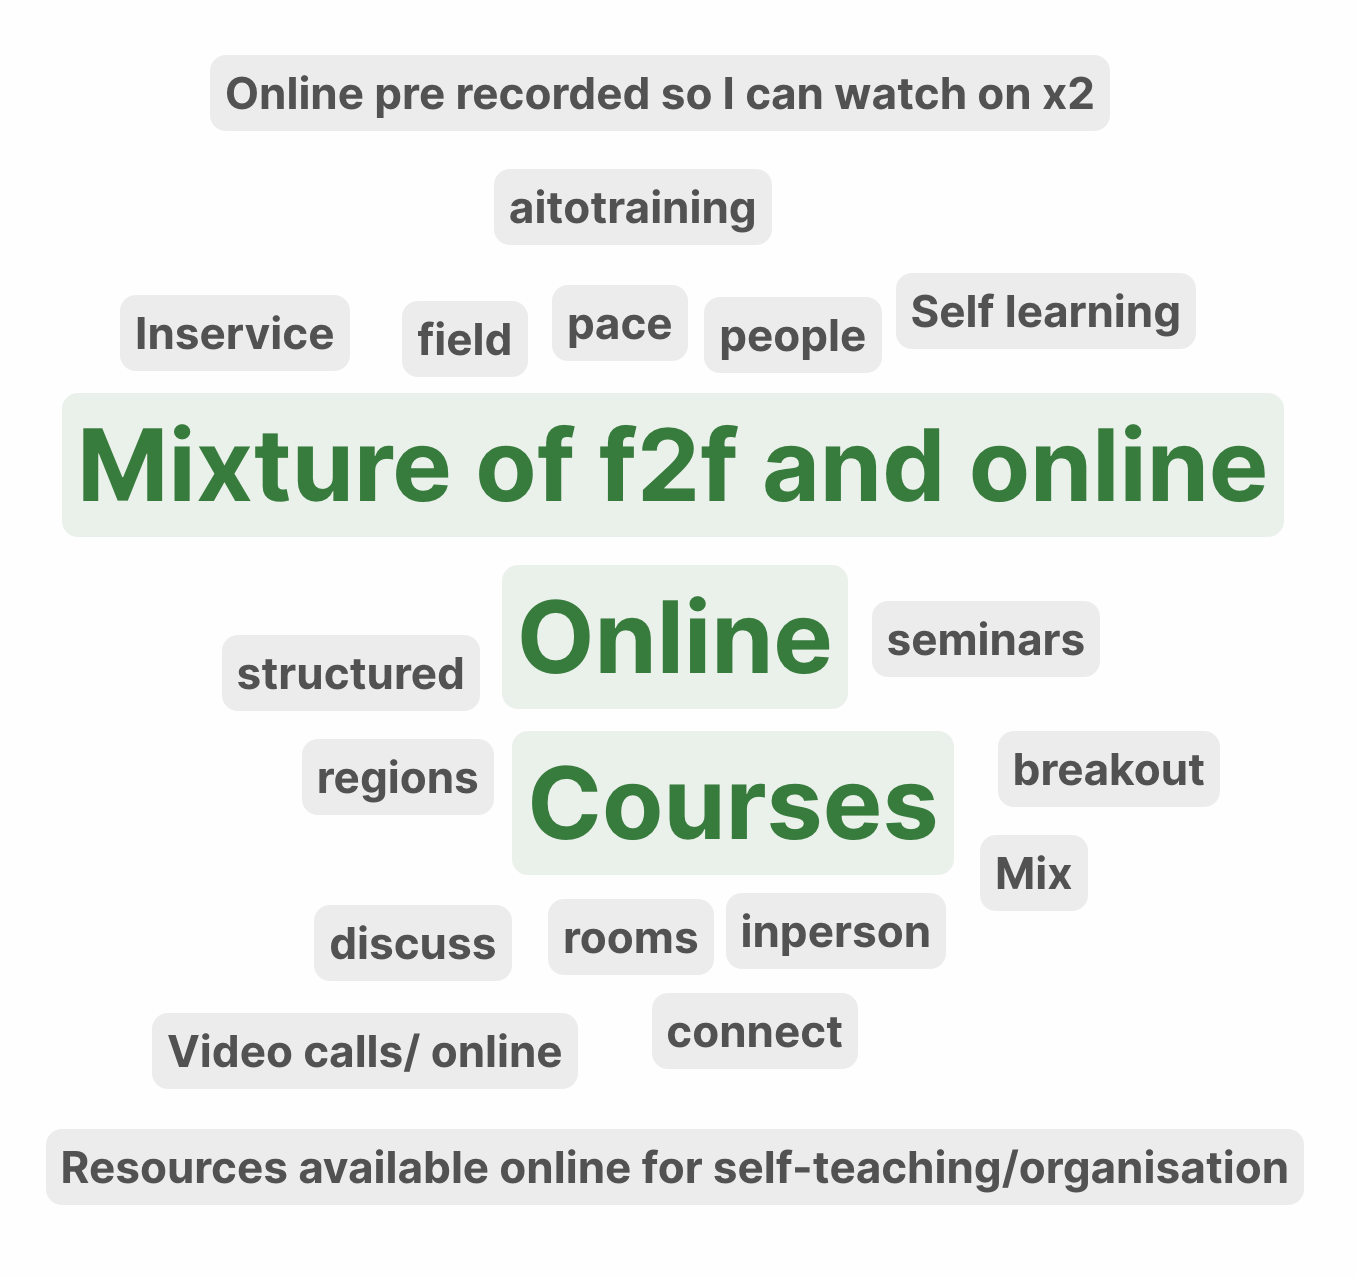 Online pre recorded so I can watch on x2
aitotraining
Inservice field pace people Self learning
Mixture of f2f and online
structured Online seminars
regions Courses breakout
Mix
discuss rooms inperson
Video calls/ online connect
Resources available online for self-teaching/organisation